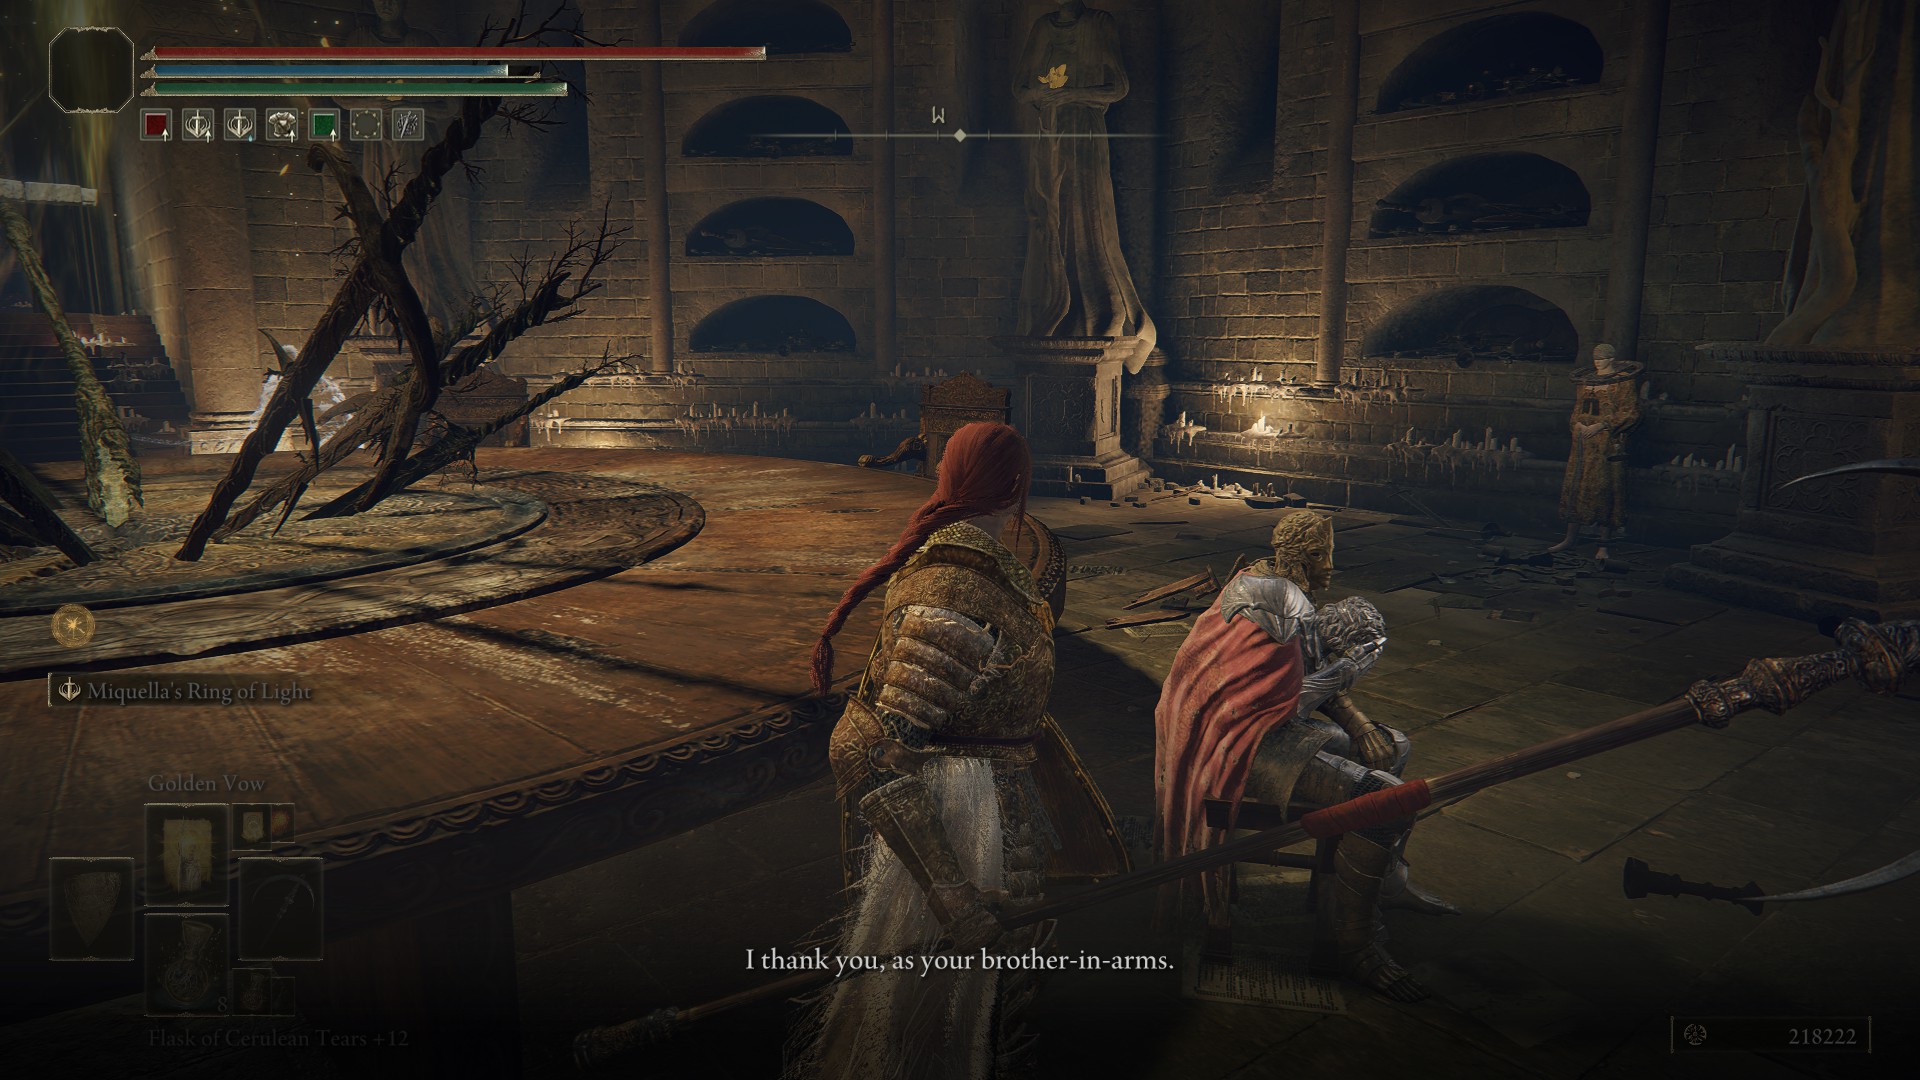 W
Miquella's Ring of Light
Golden Vow
I thank you, as your brother-in-arms.
8
Flask of Cerulean Tears +12
218222